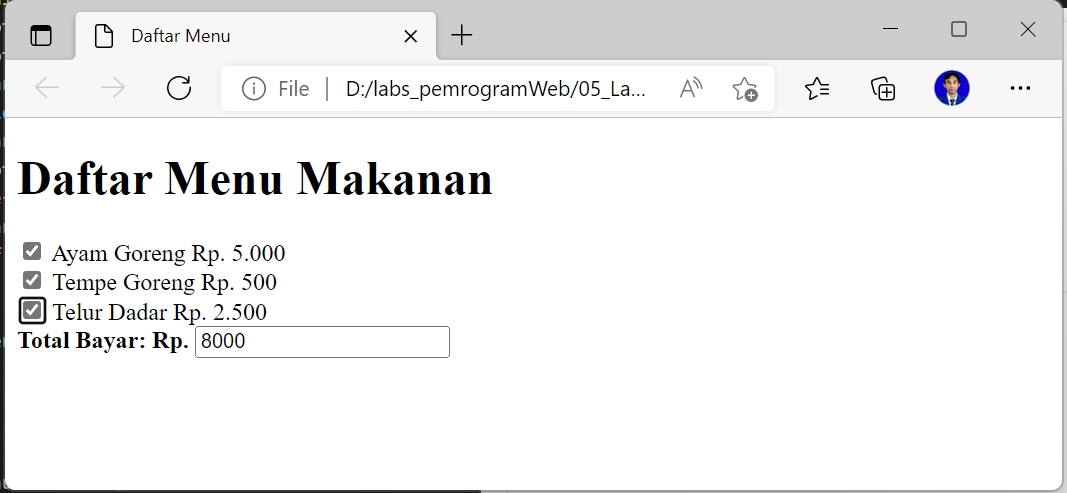 Daftar Menu
File | D:/labs_pemrogramWeb/05_La...
Daftar Menu Makanan
Ayam Goreng Rp. 5.000
Tempe Goreng Rp. 500
Telur Dadar Rp. 2.500
Total Bayar: Rp. 8000